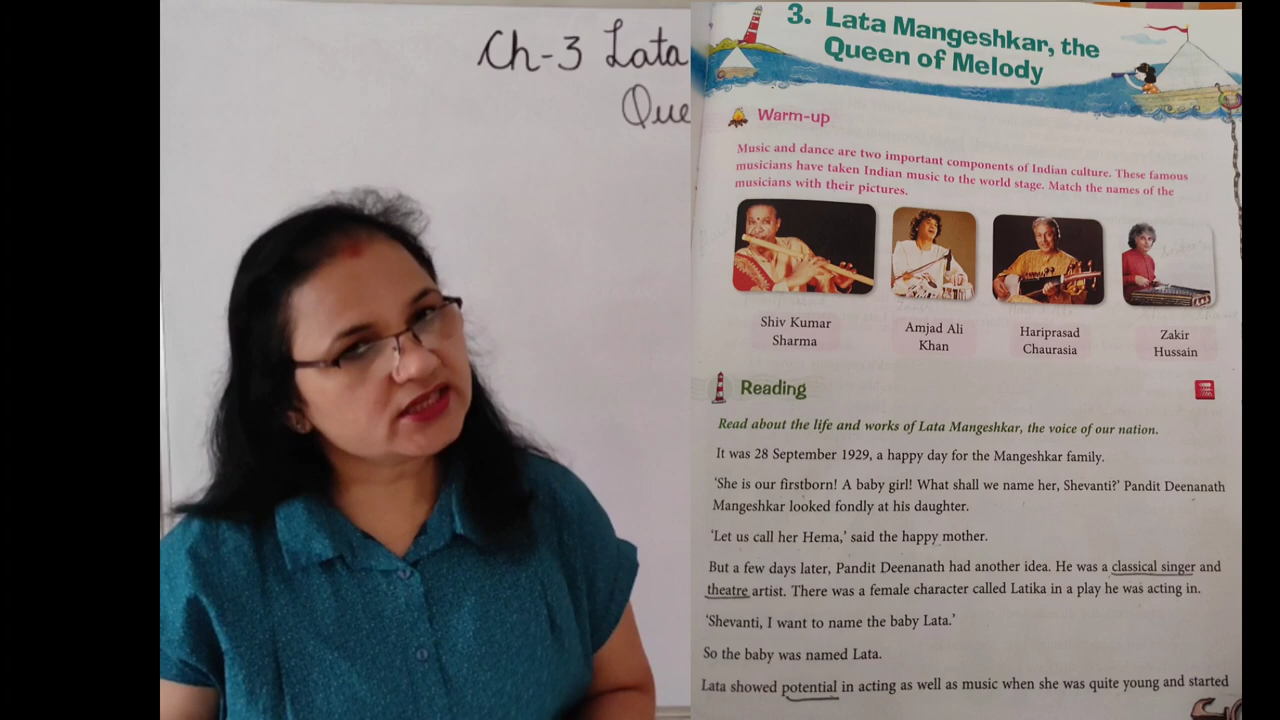 Ch-3 Lata
Que
3. Lata Mangeshkar, the
Queen of Melody
Warm-up
Music and dance are two important components of Indian culture. These famous
musicians have taken Indian music to the world stage. Match the names of the
musicians with their pictures.
Shiv Kumar
Sharma
Amjad Ali
Khan
Hariprasad
Chaurasia
Zakir
Hussain
Reading
Read about the life and works of Lata Mangeshkar, the voice of our nation.
It was 28 September 1929, a happy day for the Mangeshkar family.
‘She is our firstborn! A baby girl! What shall we name her, Shevanti?’ Pandit Deenanath
Mangeshkar looked fondly at his daughter.
‘Let us call her Hema,’ said the happy mother.
But a few days later, Pandit Deenanath had another idea. He was a classical singer and
theatre artist. There was a female character called Latika in a play he was acting in.
‘Shevanti, I want to name the baby Lata.’
So the baby was named Lata.
Lata showed potential in acting as well as music when she was quite young and started